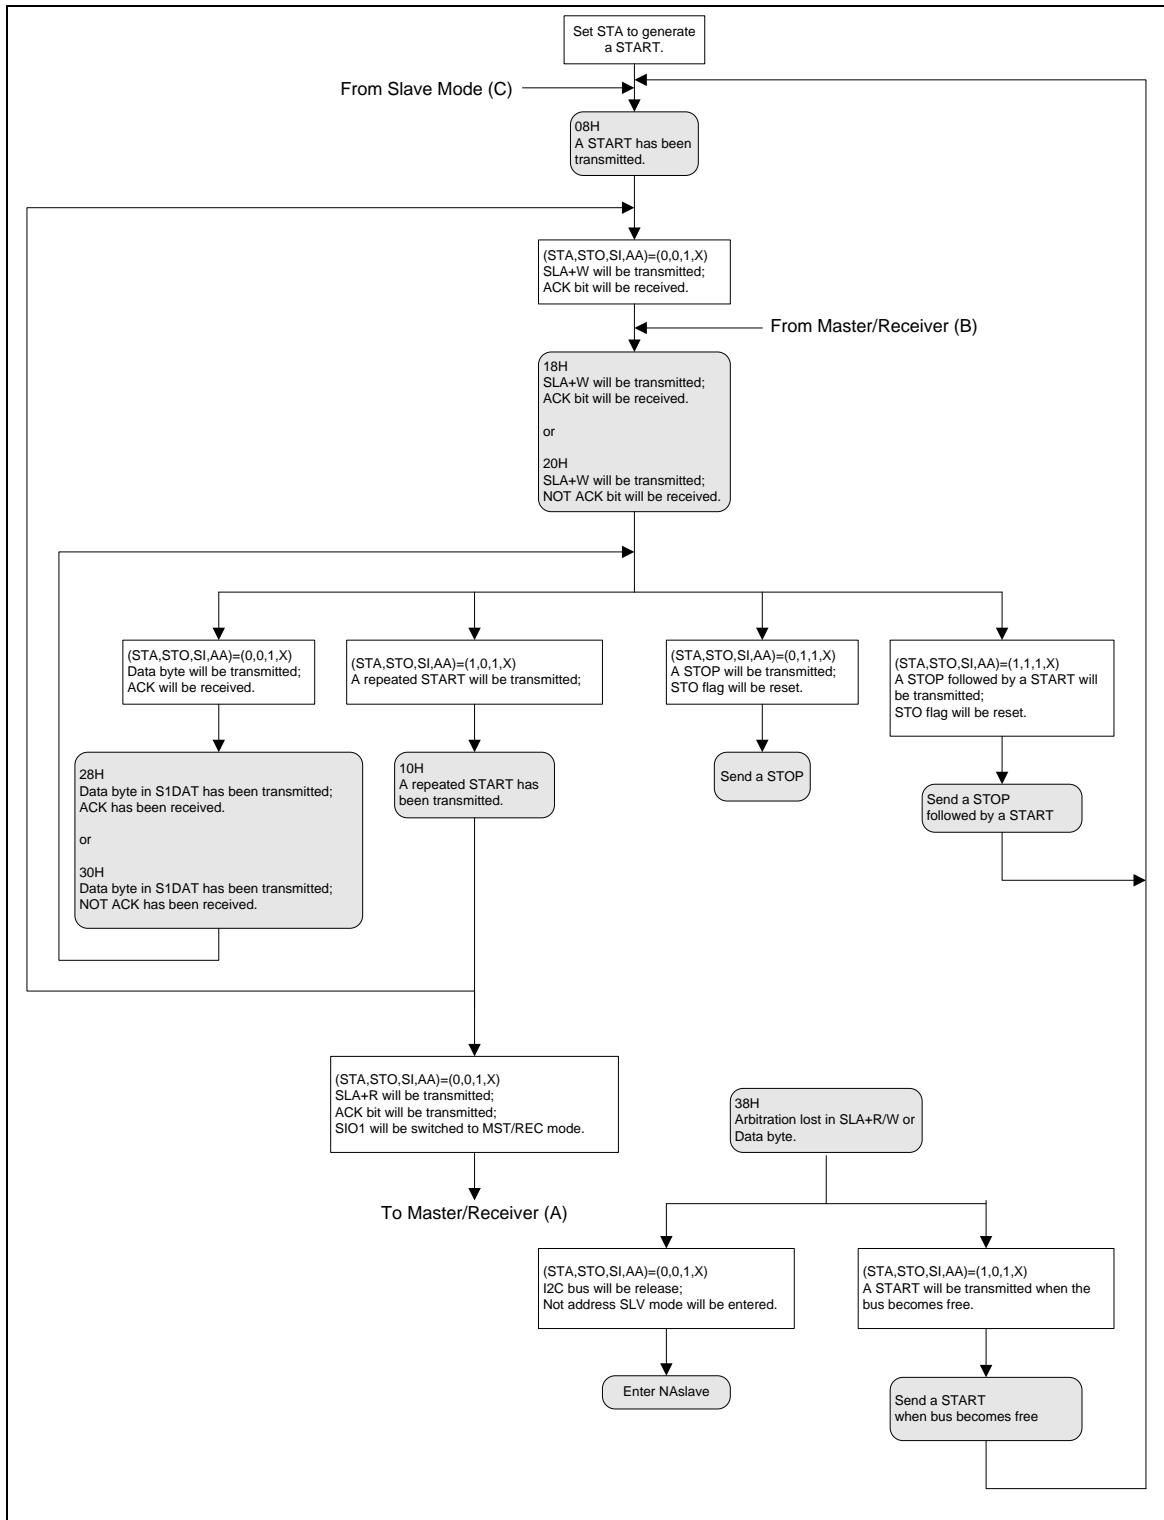 Set STA to generate
a START.
From Slave Mode (C)
08H
A START has been
transmitted.
(STA,STO,SI,AA)=(0,0,1,X)
SLA+W will be transmitted;
ACK bit will be received.
From Master/Receiver (B)
18H
SLA+W will be transmitted;
ACK bit will be received.
or
20H
SLA+W will be transmitted;
NOT ACK bit will be received.
(STA,STO,SI,AA)=(0,0,1,X)
Data byte will be transmitted;
ACK will be received.
(STA,STO,SI,AA)=(1,0,1,X)
A repeated START will be transmitted;
(STA,STO,SI,AA)=(0,1,1,X)
A STOP will be transmitted;
STO flag will be reset.
(STA,STO,SI,AA)=(1,1,1,X)
A STOP followed by a START will
be transmitted;
STO flag will be reset.
28H
Data byte in S1DAT has been transmitted;
ACK has been received.
or
30H
Data byte in S1DAT has been transmitted;
NOT ACK has been received.
10H
A repeated START has
been transmitted.
Send a STOP
Send a STOP
followed by a START
(STA,STO,SI,AA)=(0,0,1,X)
SLA+R will be transmitted;
ACK bit will be transmitted;
SIO1 will be switched to MST/REC mode.
To Master/Receiver (A)
38H
Arbitration lost in SLA+R/W or
Data byte.
(STA,STO,SI,AA)=(0,0,1,X)
I2C bus will be release;
Not address SLV mode will be entered.
(STA,STO,SI,AA)=(1,0,1,X)
A START will be transmitted when the
bus becomes free.
Enter NAslave
Send a START
when bus becomes free